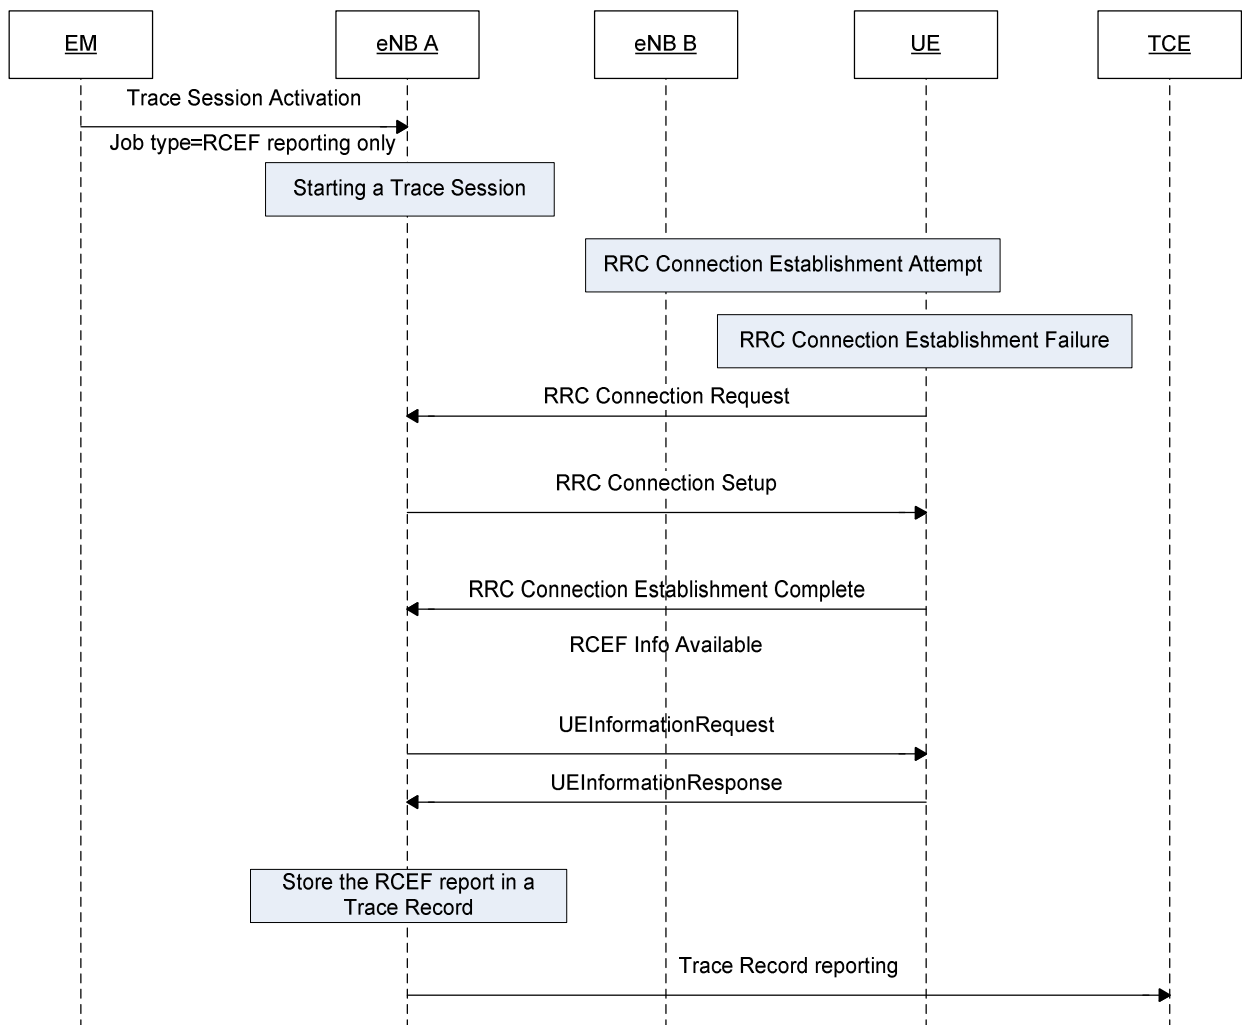 EM
eNB A
eNB B
UE
TCE
Trace Session Activation
Job type=RCEF reporting only
Starting a Trace Session
RRC Connection Establishment Attempt
RRC Connection Establishment Failure
RRC Connection Request
RRC Connection Setup
RRC Connection Establishment Complete
RCEF Info Available
UEInformationRequest
UEInformationResponse
Store the RCEF report in a
Trace Record
Trace Record reporting